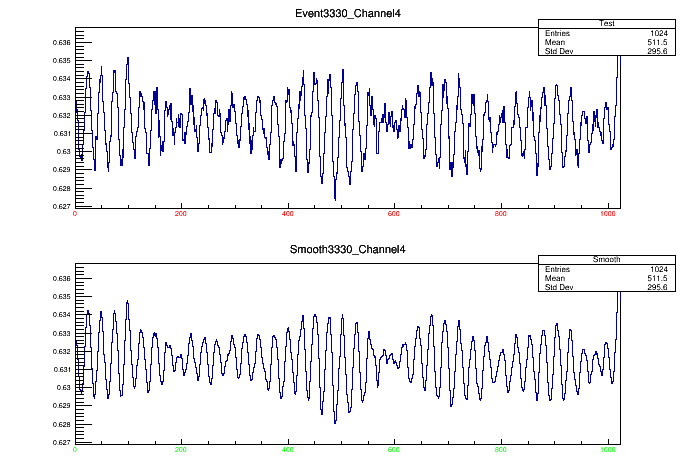 Event3330_Channel4
Test
Entries 1024
Mean 511.5
Std Dev 295.6
0.636
0.635
0.634
0.633
0.632
0.631
0.63
0.629
0.628
0.627
0 200 400 600 800 1000
Smooth3330_Channel4
Smooth
Entries 1024
Mean 511.5
Std Dev 295.6
0.636
0.635
0.634
0.633
0.632
0.631
0.63
0.629
0.628
0.627
0 200 400 600 800 1000